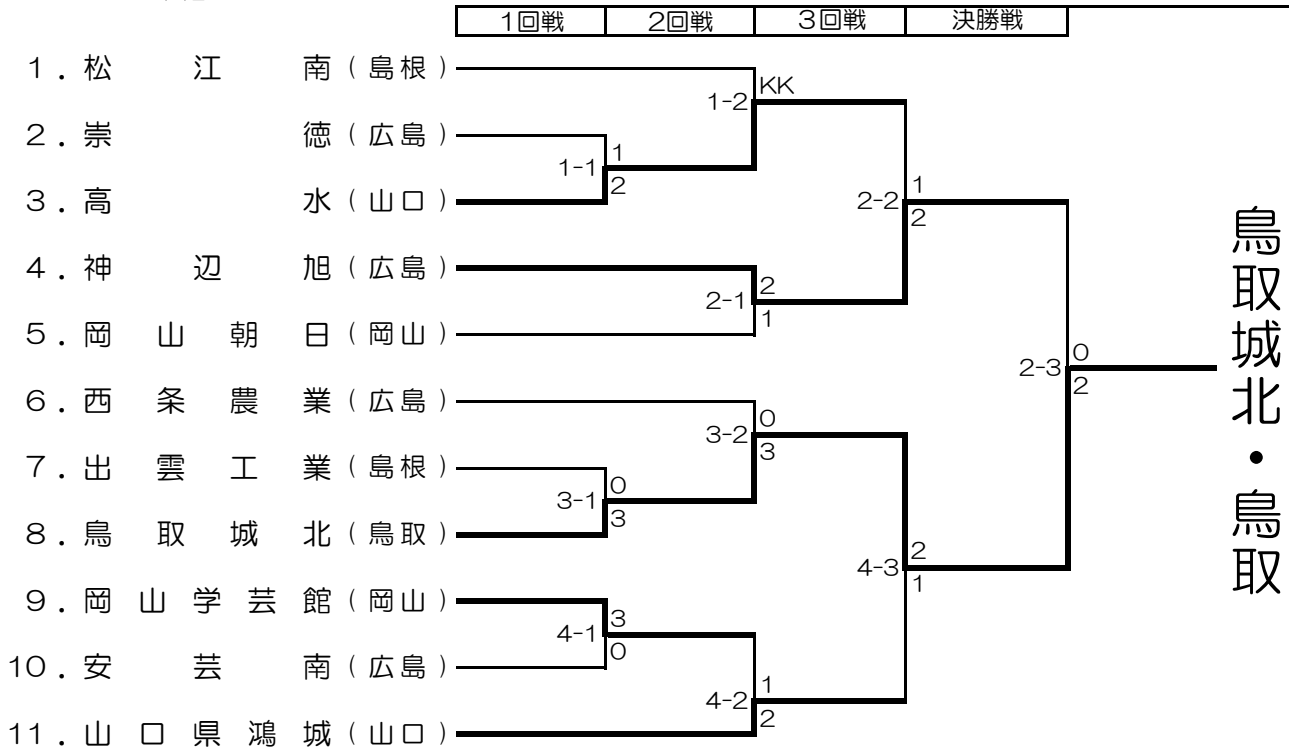 1回戦 2回戦 3回戦 決勝戦
1．松江南（島根）
KK
1-2
2．崇徳（広島）
1
1-1
2
3．高水（山口）
1
2-2
2
4．神辺旭（広島）
2
2-1
1
5．岡山朝日（岡山）
0
2-3
2
6．西条農業（広島）
0
3-2
3
7．出雲工業（島根）
0
3-1
3
8．鳥取城北（鳥取）
2
4-3
1
9．岡山学芸館（岡山）
3
4-1
0
10．安芸南（広島）
1
4-2
2
11．山口県鴻城（山口）
鳥取城北・鳥取